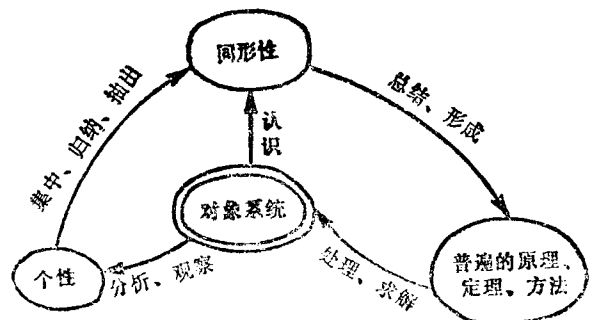 同形性
集中、归纳、抽出
总结、形成
认
识
对象系统
个性
分析、观察
处理、求解
普遍的原理、
定理、方法